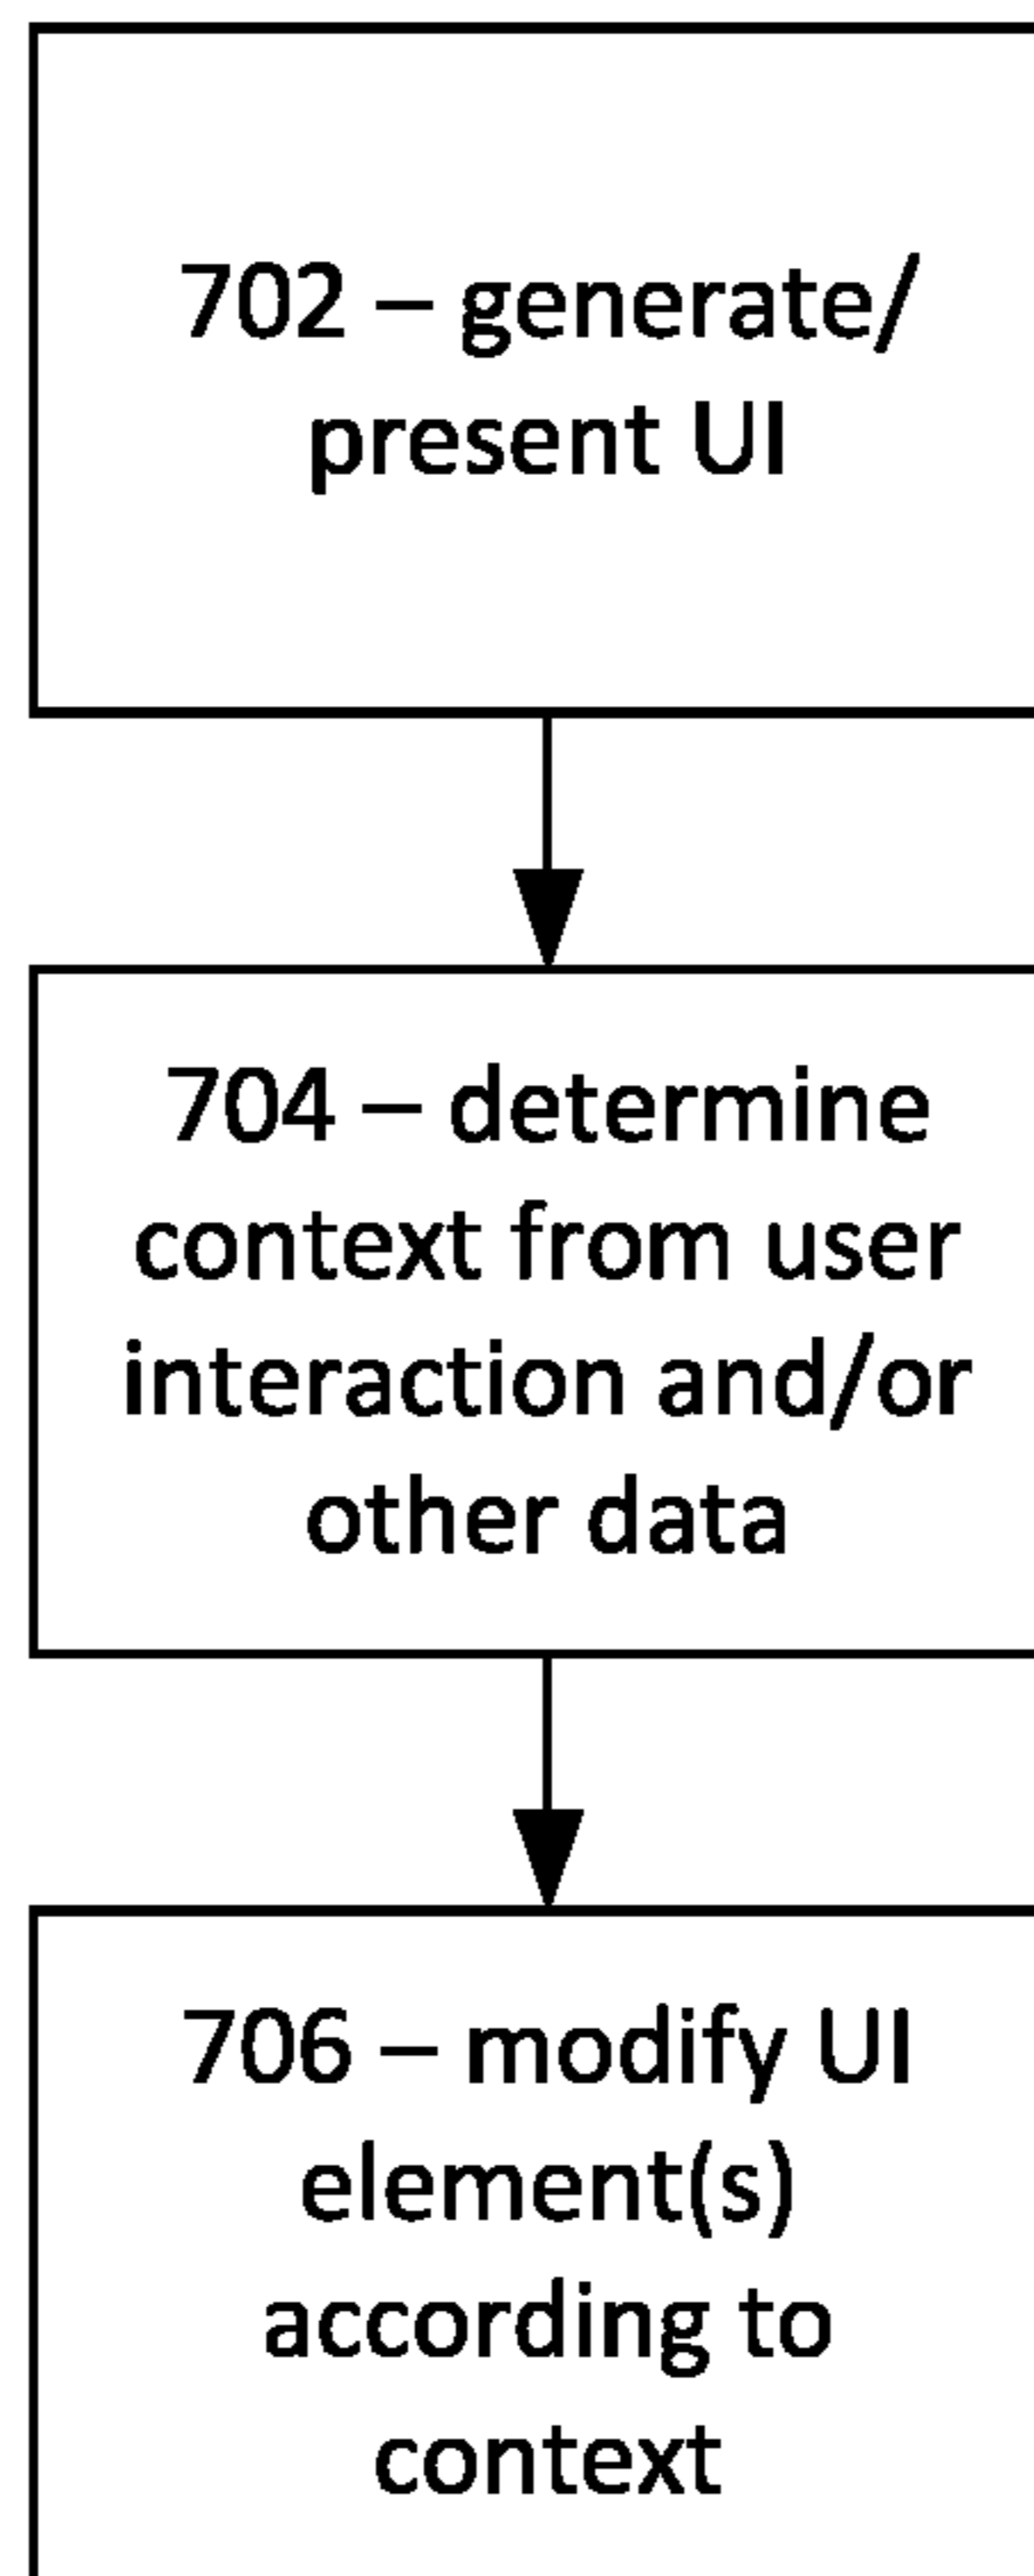 702 – generate/
present UI
704 – determine
context from user
interaction and/or
other data
706 – modify UI
element(s)
according to
context